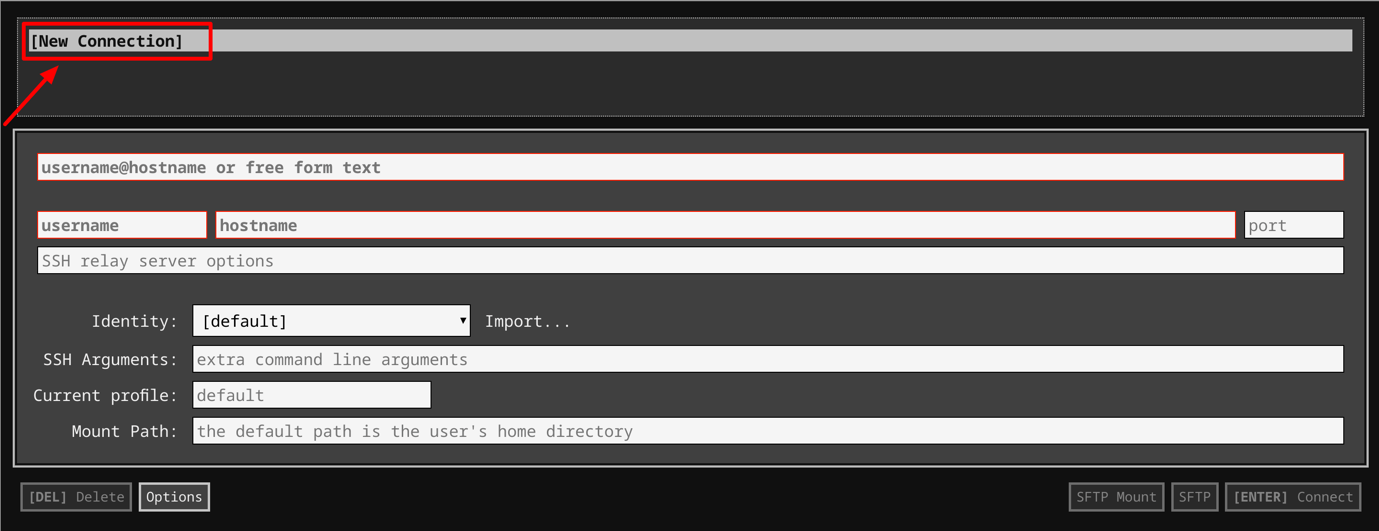 [New Connection]
username@hostname or free form text
username hostname port
SSH relay server options
Identity: [default] Import...
SSH Arguments: extra command line arguments
Current profile: default
Mount Path: the default path is the user's home directory
[DEL] Delete Options SFTP Mount SFTP [ENTER] Connect